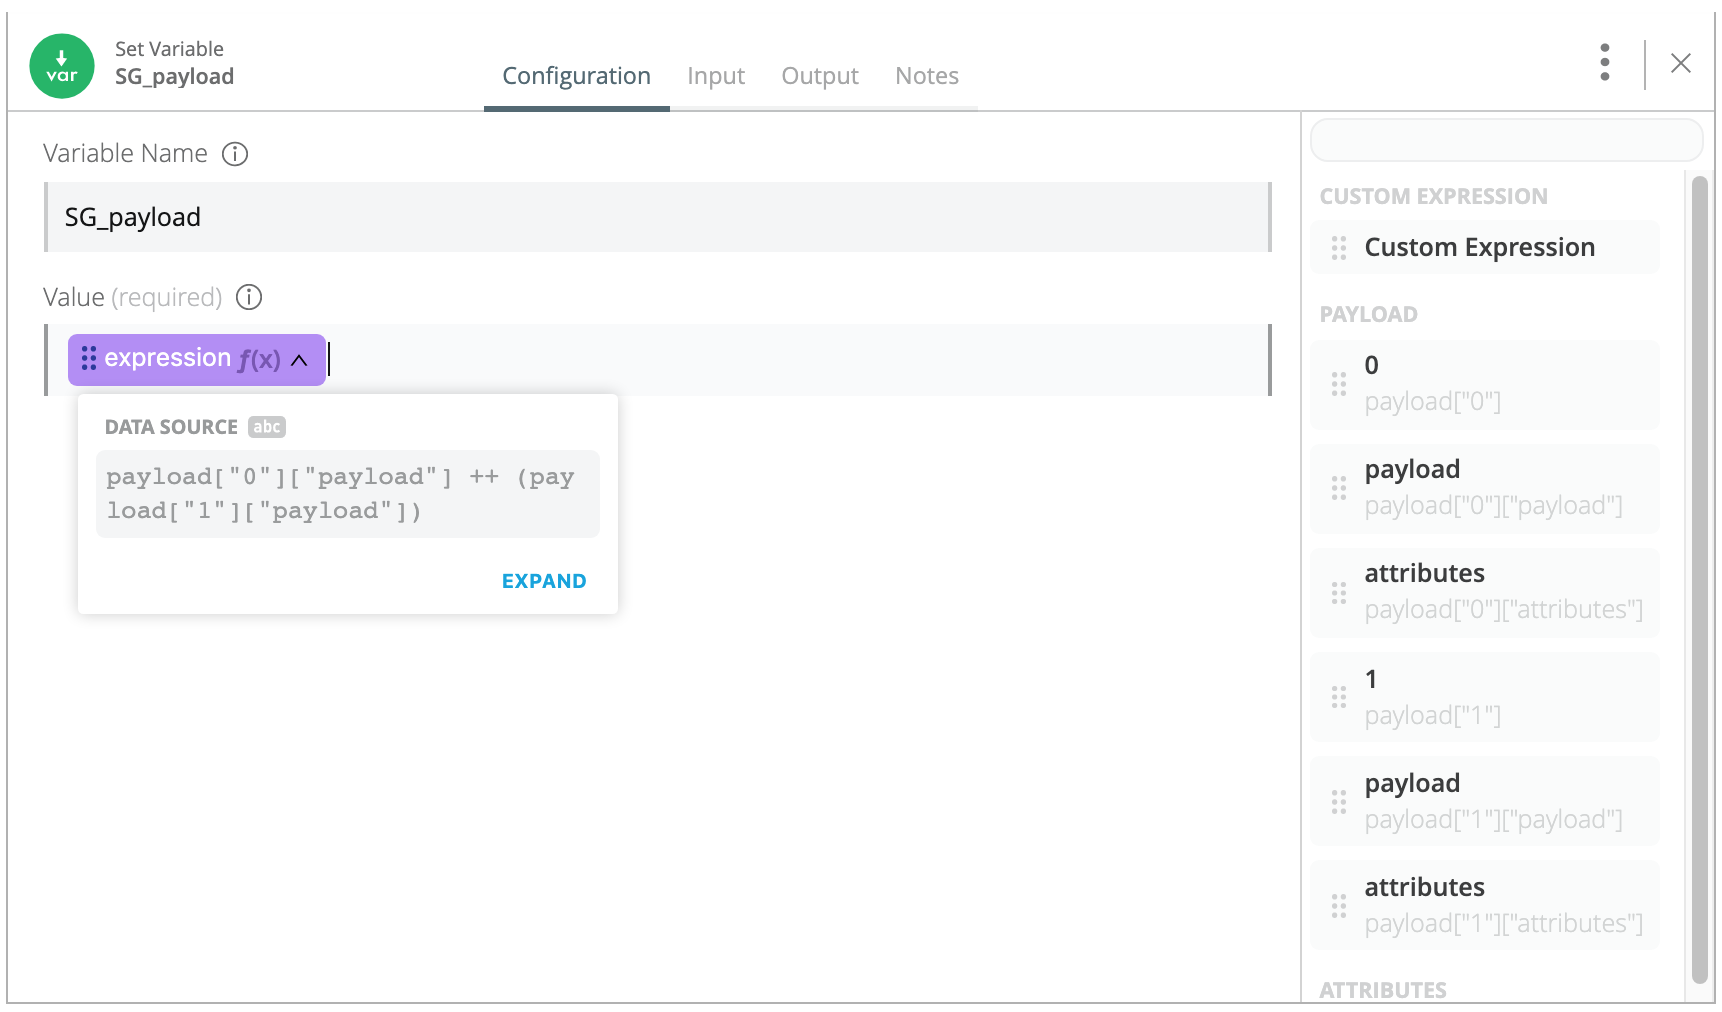 var
Set Variable
SG_payload
Configuration Input Output Notes
Variable Name
SG_payload
Value (required)
expression ƒ(x)
DATA SOURCE abc
payload["0"]["payload"] ++ (pay
load["1"]["payload"])
EXPAND
CUSTOM EXPRESSION
Custom Expression
PAYLOAD
0
payload["0"]
payload
payload["0"]["payload"]
attributes
payload["0"]["attributes"]
1
payload["1"]
payload
payload["1"]["payload"]
attributes
payload["1"]["attributes"]
ATTRIBUTES